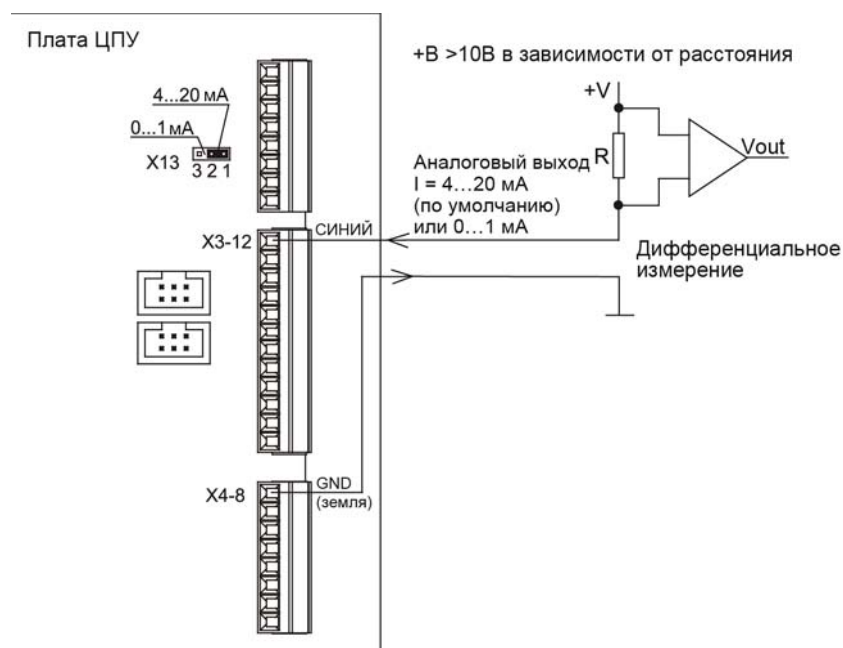 Плата ЦПУ
+В >10В в зависимости от расстояния
4...20 мА
0...1 мА
X13
3 2 1
+V
R
Vout
Аналоговый выход
I = 4...20 мА
(по умолчанию)
или 0...1 мА
X3-12
СИНИЙ
Дифференциальное
измерение
X4-8
GND
(земля)